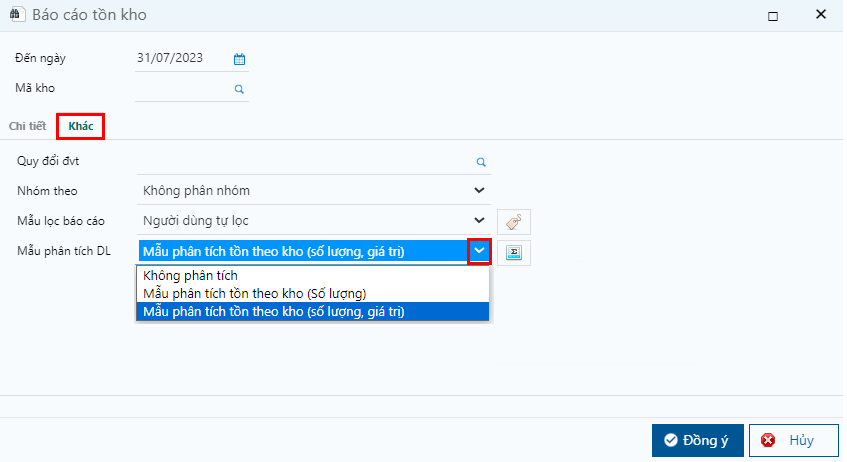 Báo cáo tồn kho
Đến ngày 31/07/2023
Mã kho
Chi tiết Khác
Quy đổi đvt
Nhóm theo Không phân nhóm
Mẫu lọc báo cáo Người dùng tự lọc
Mẫu phân tích DL Mẫu phân tích tồn theo kho (số lượng, giá trị)
Không phân tích
Mẫu phân tích tồn theo kho (Số lượng)
Mẫu phân tích tồn theo kho (số lượng, giá trị)
Đồng ý Hủy